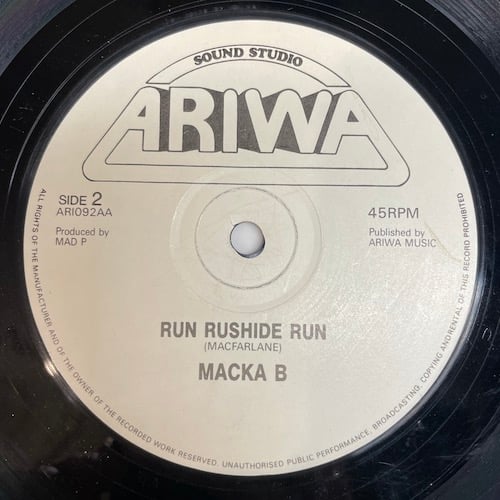 SOUND STUDIO
ARIWA
SIDE 2
ARI092AA
45RPM
Produced by
MAD P
Published by
ARIWA MUSIC
RUN RUSHIDE RUN
(MACFARLANE)
MACKA B
ALL RIGHTS OF THE MANUFACTURER AND OF THE OWNER OF THE RECORDED WORK RESERVED. UNAUTHORISED PUBLIC PERFORMANCE, BROADCASTING, COPYING AND RENTAL OF THIS RECORD PROHIBITED